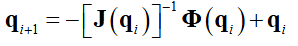 q_{i+1} = −[J(q_i)]^{−1} Φ(q_i) + q_i